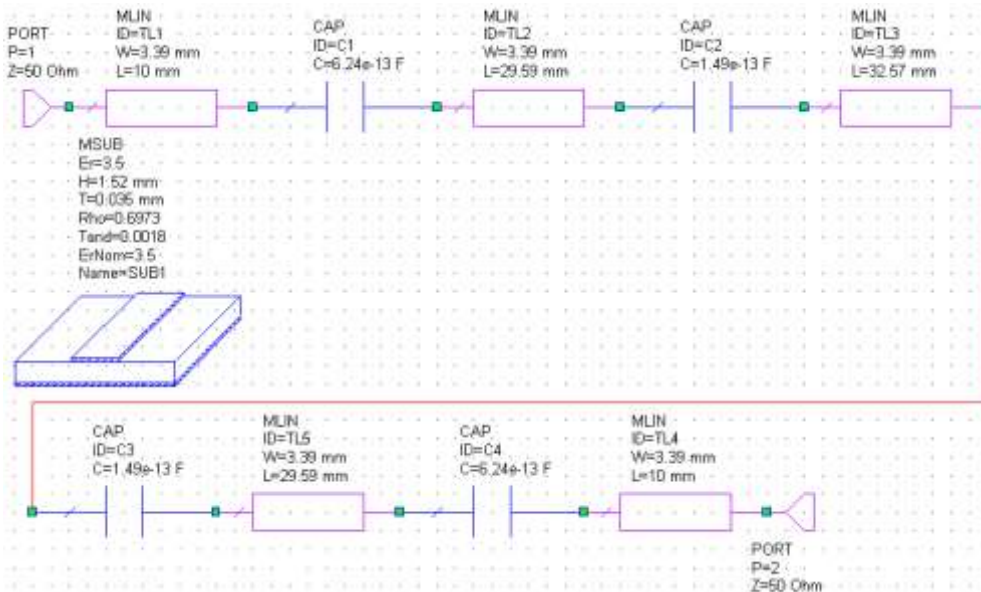 PORT
P=1
Z=50 Ohm
MLIN
ID=TL1
W=3.39 mm
L=10 mm
CAP
ID=C1
C=6.24e-13 F
MLIN
ID=TL2
W=3.39 mm
L=29.59 mm
CAP
ID=C2
C=1.49e-13 F
MLIN
ID=TL3
W=3.39 mm
L=32.57 mm
MSUB
Er=3.5
H=1.52 mm
T=0.035 mm
Rho=0.6973
Tand=0.0018
ErNom=3.5
Name=SUB1
CAP
ID=C3
C=1.49e-13 F
MLIN
ID=TL5
W=3.39 mm
L=29.59 mm
CAP
ID=C4
C=6.24e-13 F
MLIN
ID=TL4
W=3.39 mm
L=10 mm
PORT
P=2
Z=50 Ohm